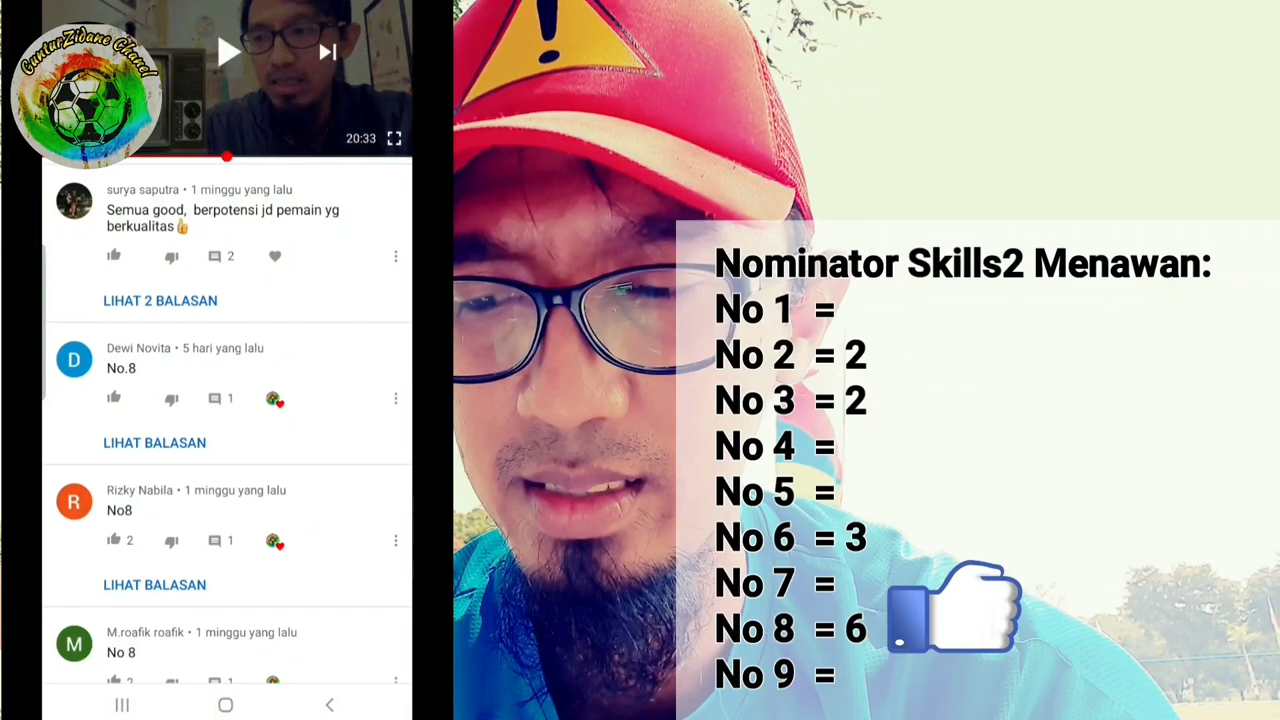 GunturZidane Chanel
20:33
surya saputra • 1 minggu yang lalu
Semua good, berpotensi jd pemain yg
berkualitas👍
2
LIHAT 2 BALASAN
D
Dewi Novita • 5 hari yang lalu
No.8
1
LIHAT BALASAN
R
Rizky Nabila • 1 minggu yang lalu
No8
2 1
LIHAT BALASAN
M
M.roafik roafik • 1 minggu yang lalu
No 8
2 1
!
Nominator Skills2 Menawan:
No 1 =
No 2 = 2
No 3 = 2
No 4 =
No 5 =
No 6 = 3
No 7 =
No 8 = 6
No 9 =